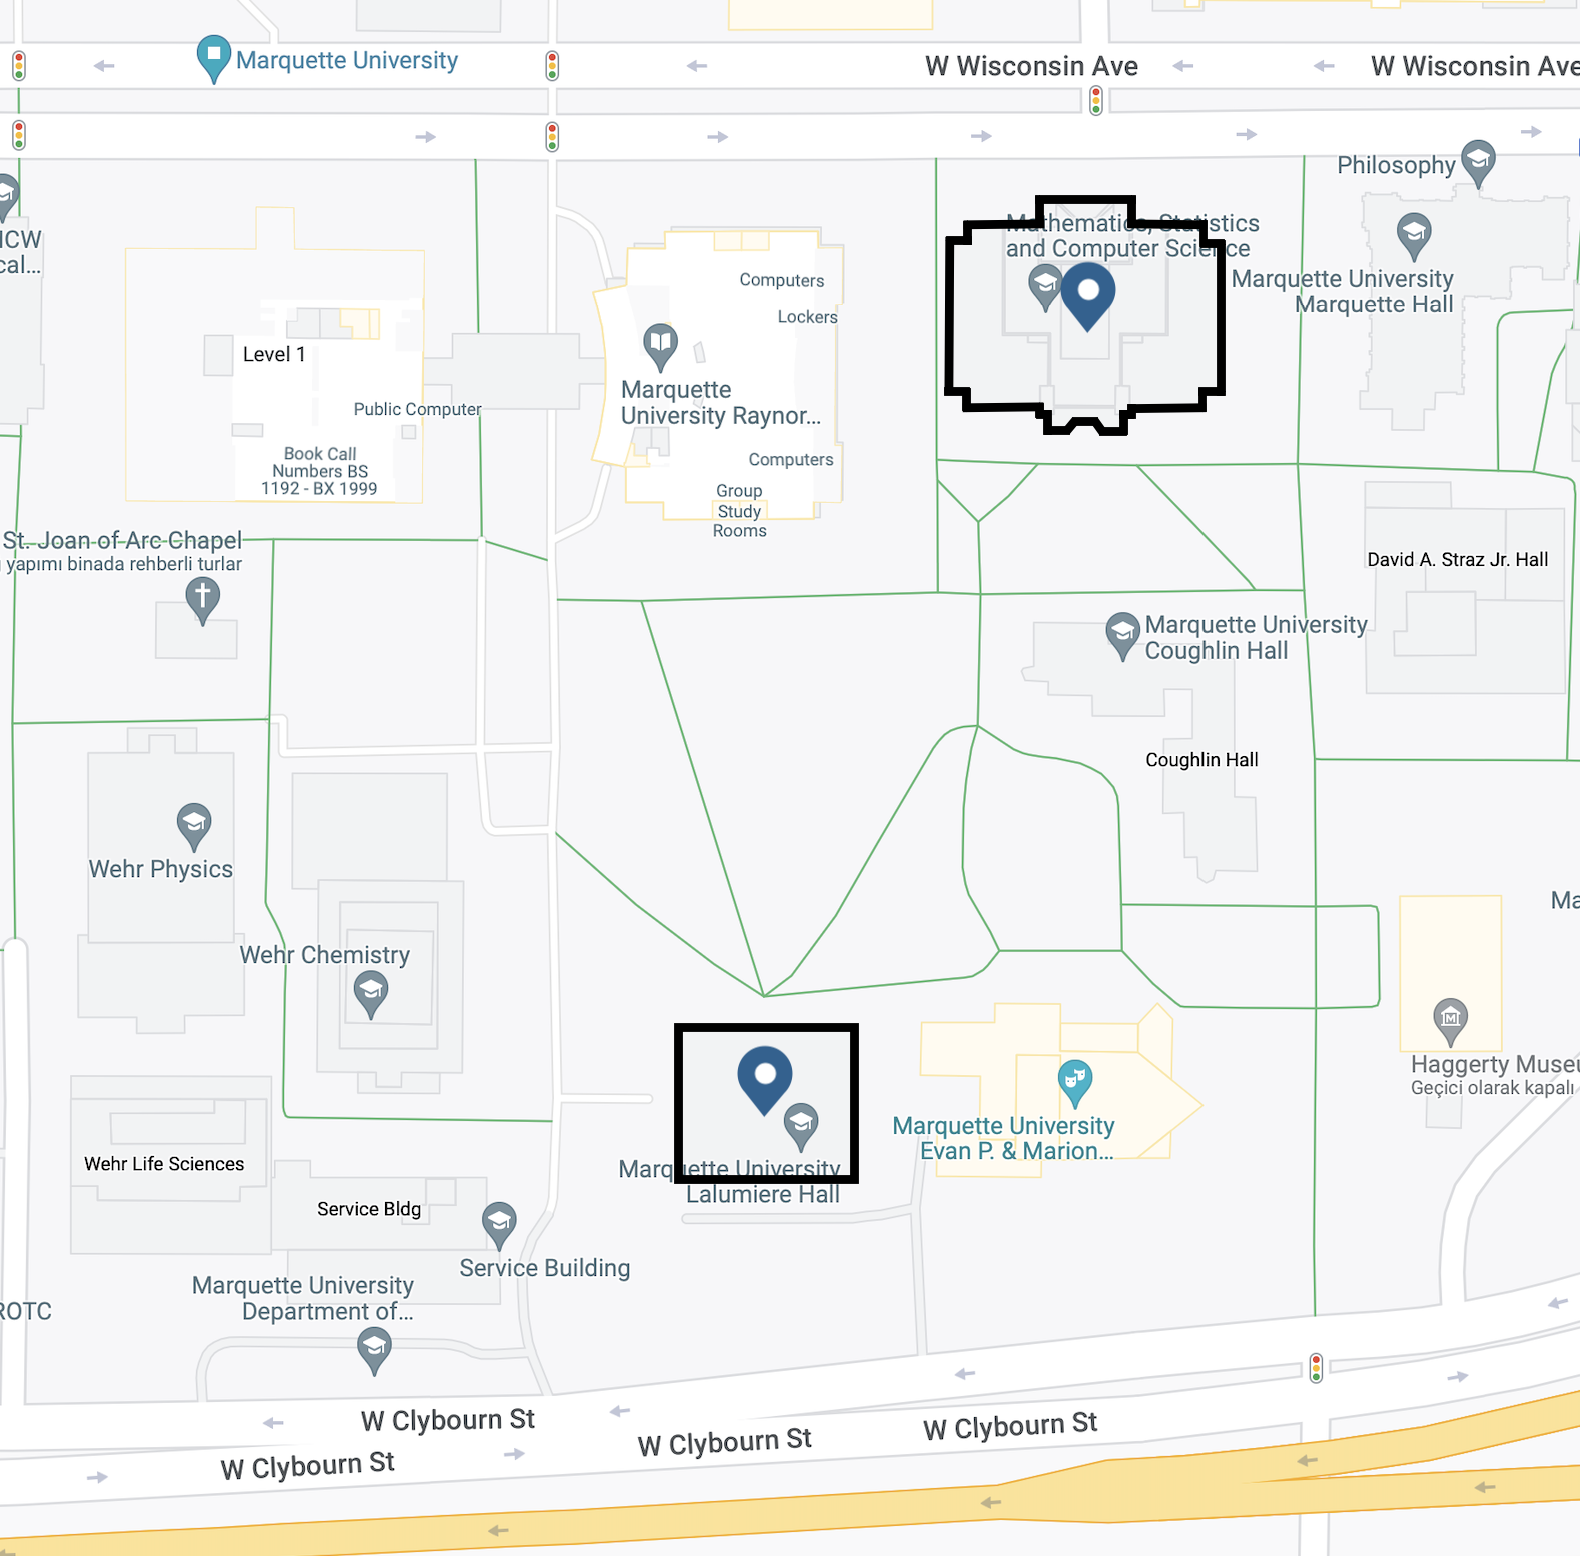 Marquette University
W Wisconsin Ave
W Wisconsin Ave
Philosophy
Mathematics, Statistics
and Computer Science
Marquette University
Marquette Hall
ICW
cal...
Computers
Lockers
Level 1
Marquette
University Raynor...
Public Computer
Book Call
Numbers BS
1192 - BX 1999
Computers
Group
Study
Rooms
St. Joan of Arc Chapel
yapımı binada rehberli turlar
David A. Straz Jr. Hall
Marquette University
Coughlin Hall
Coughlin Hall
Wehr Physics
Ma
Wehr Chemistry
Haggerty Museu
Geçici olarak kapalı
Marquette University
Evan P. & Marion...
Wehr Life Sciences
Marquette University
Lalumiere Hall
Service Bldg
Service Building
Marquette University
Department of...
ROTC
W Clybourn St
W Clybourn St
W Clybourn St
W Clybourn St